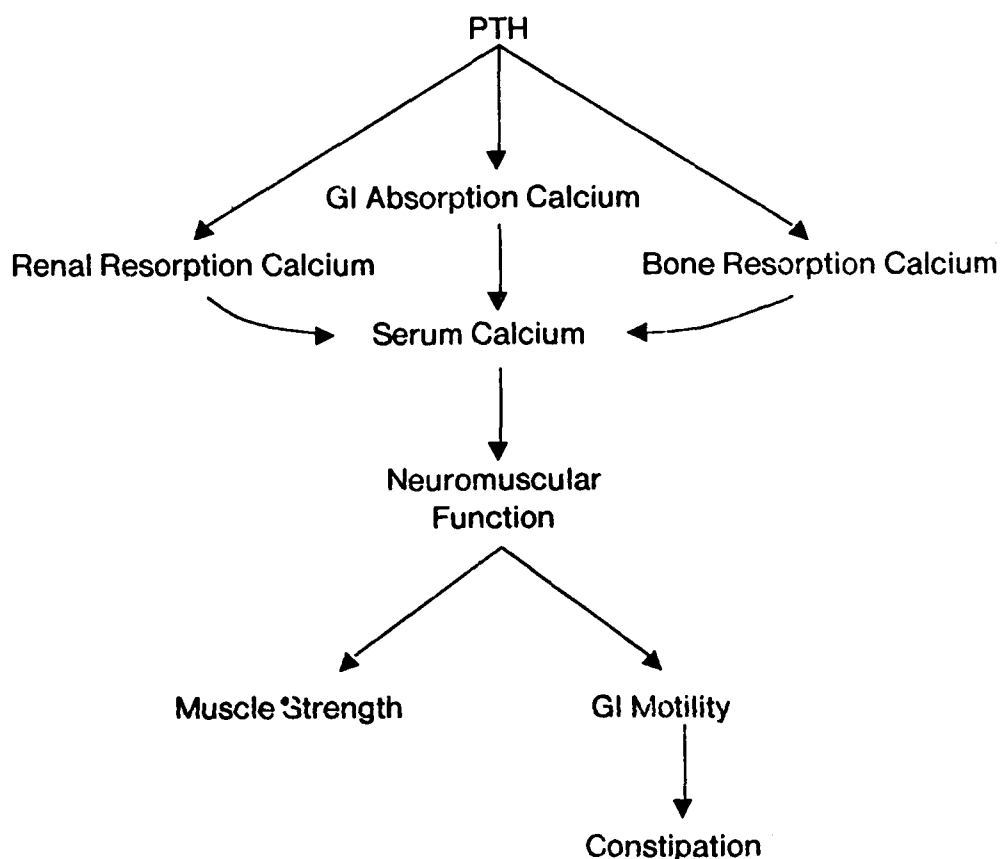 PTH
GI Absorption Calcium
Renal Resorption Calcium
Bone Resorption Calcium
Serum Calcium
Neuromuscular
Function
Muscle Strength
GI Motility
Constipation